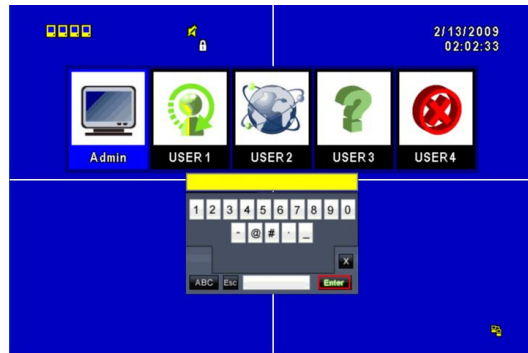 2/13/2009
02:02:33
Admin USER1 USER2 USER3 USER4
1 2 3 4 5 6 7 8 9 0
- @ # · _
X
ABC Esc Enter